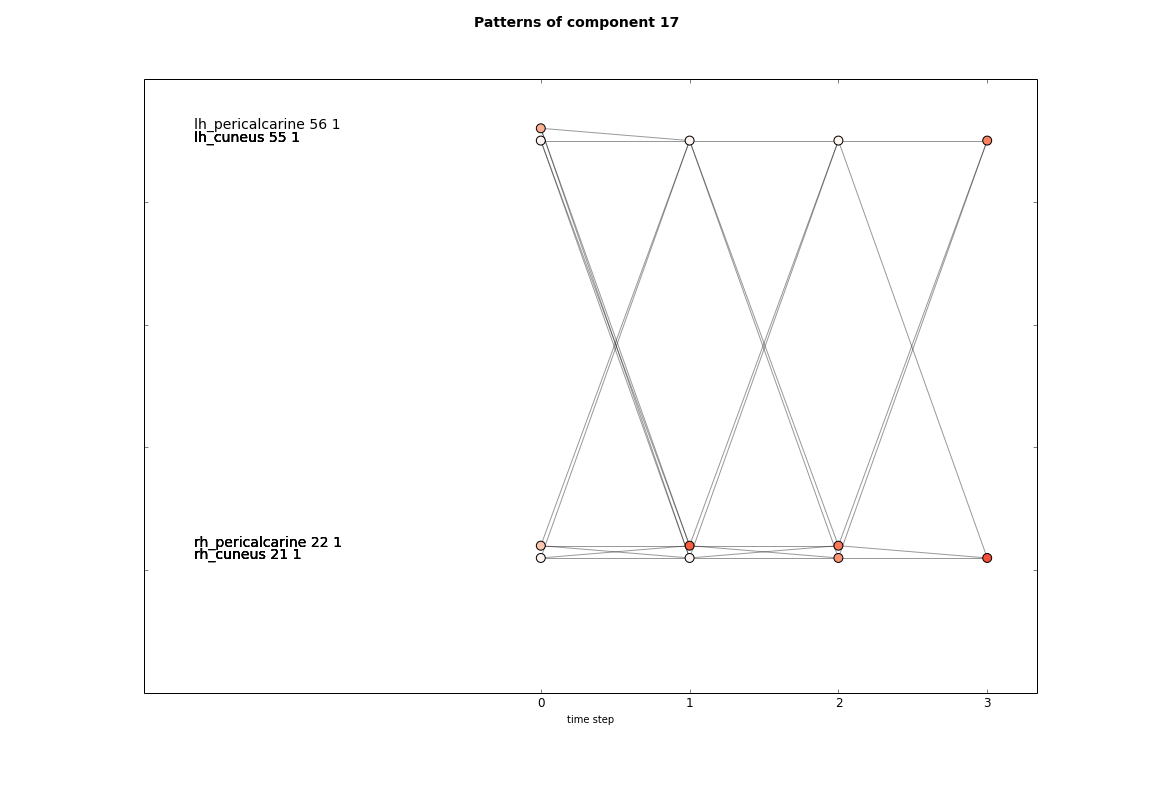 Patterns of component 17
lh_pericalcarine 56 1
lh_cuneus 55 1
rh_pericalcarine 22 1
rh_cuneus 21 1
0 1 2 3
time step